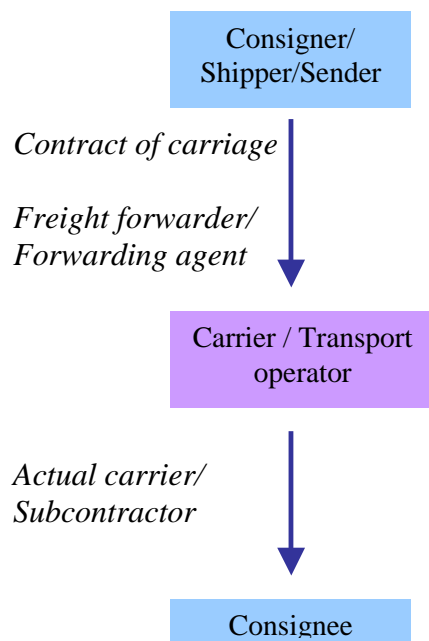 Consigner/
Shipper/Sender
Contract of carriage
Freight forwarder/
Forwarding agent
Carrier / Transport
operator
Actual carrier/
Subcontractor
Consignee